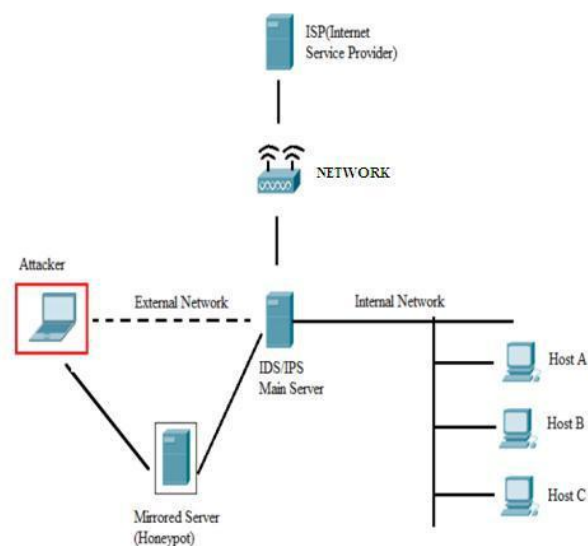 ISP(Internet
Service Provider)
NETWORK
Attacker
External Network
Internal Network
IDS/IPS
Main Server
Host A
Host B
Host C
Mirrored Server
(Honeypot)